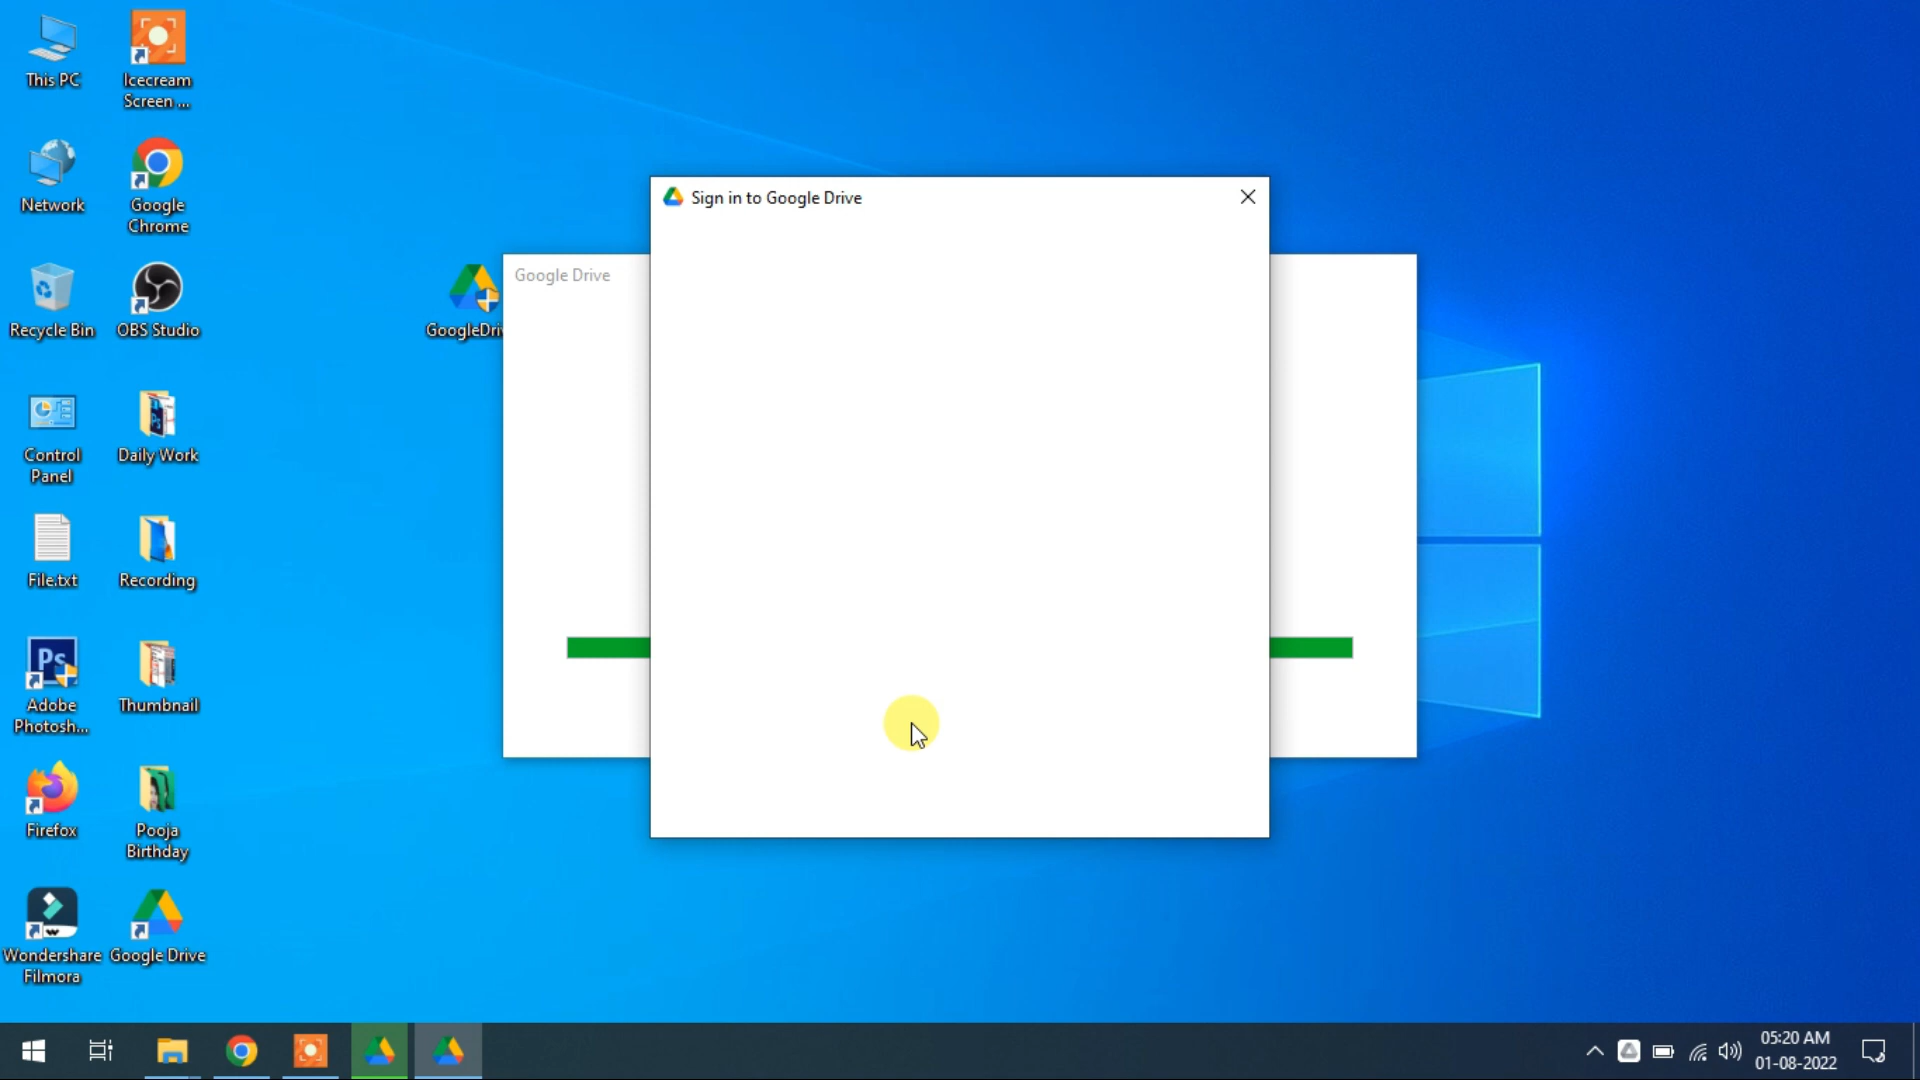 This PC
Icecream
Screen ...
Network
Google
Chrome
Recycle Bin
OBS Studio
Control
Panel
Daily Work
File.txt
Recording
Ps
Adobe
Photosh...
Thumbnail
Firefox
Pooja
Birthday
Wondershare
Filmora
Google Drive
GoogleDriv
Google Drive
Sign in to Google Drive
05:20 AM
01-08-2022